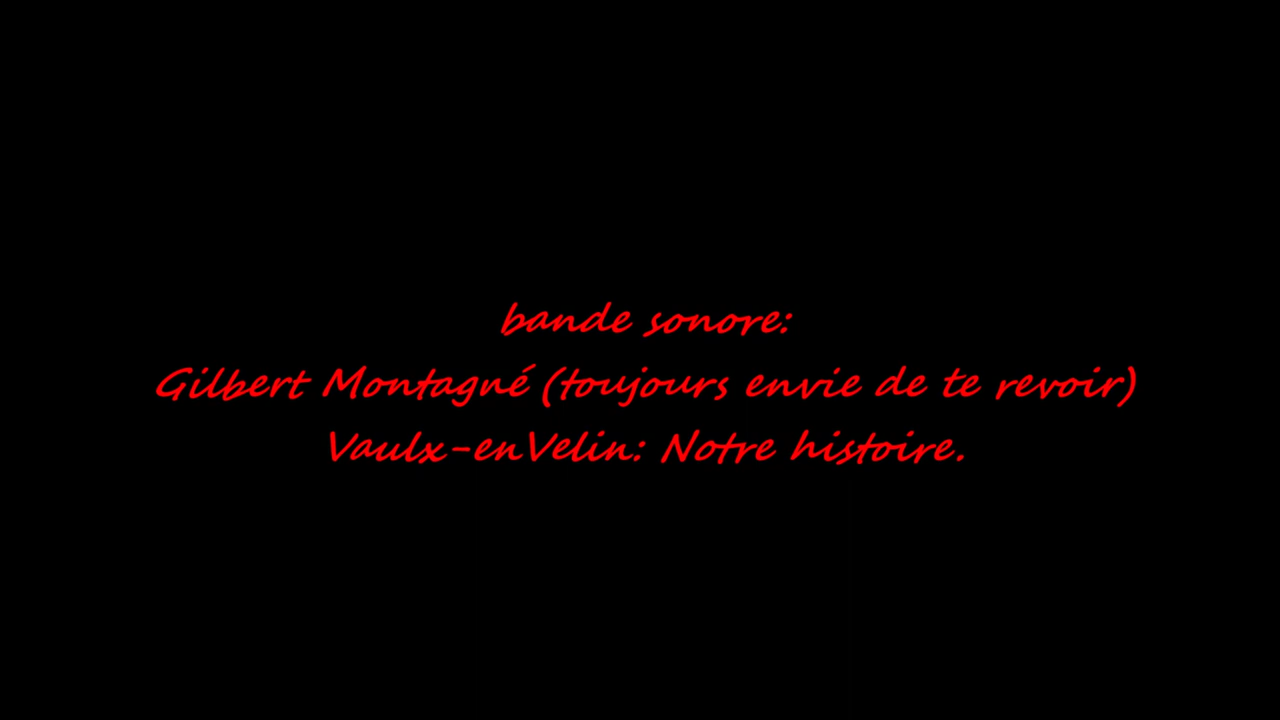 bande sonore:
Gilbert Montagné (toujours envie de te revoir)
Vaulx-enVelin: Notre histoire.